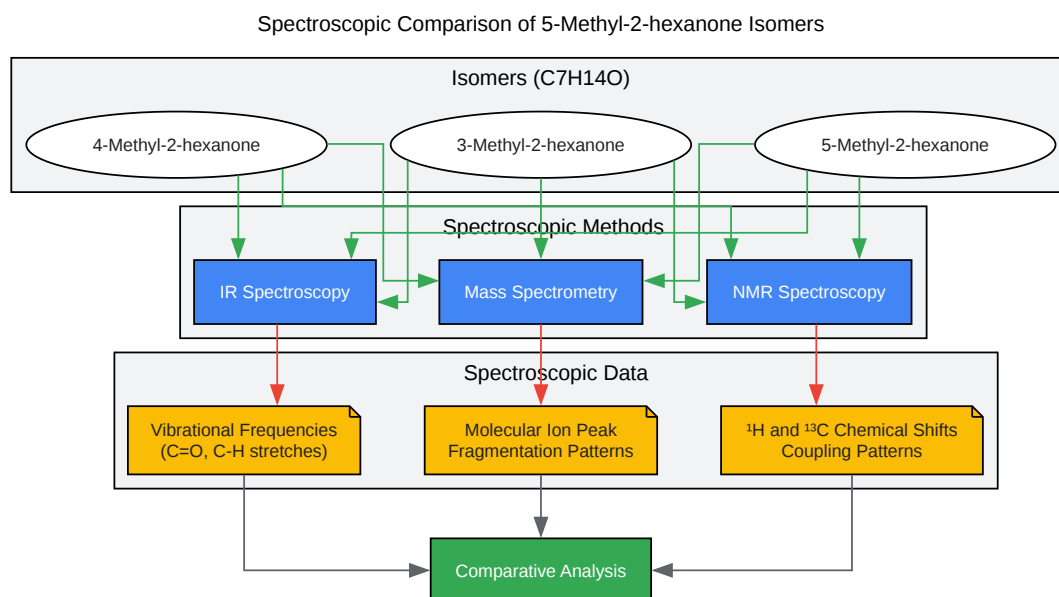 Spectroscopic Comparison of 5-Methyl-2-hexanone Isomers
Isomers (C7H14O)
4-Methyl-2-hexanone
3-Methyl-2-hexanone
5-Methyl-2-hexanone
Spectroscopic Methods
IR Spectroscopy
Mass Spectrometry
NMR Spectroscopy
Spectroscopic Data
Vibrational Frequencies
(C=O, C-H stretches)
Molecular Ion Peak
Fragmentation Patterns
¹H and ¹³C Chemical Shifts
Coupling Patterns
Comparative Analysis